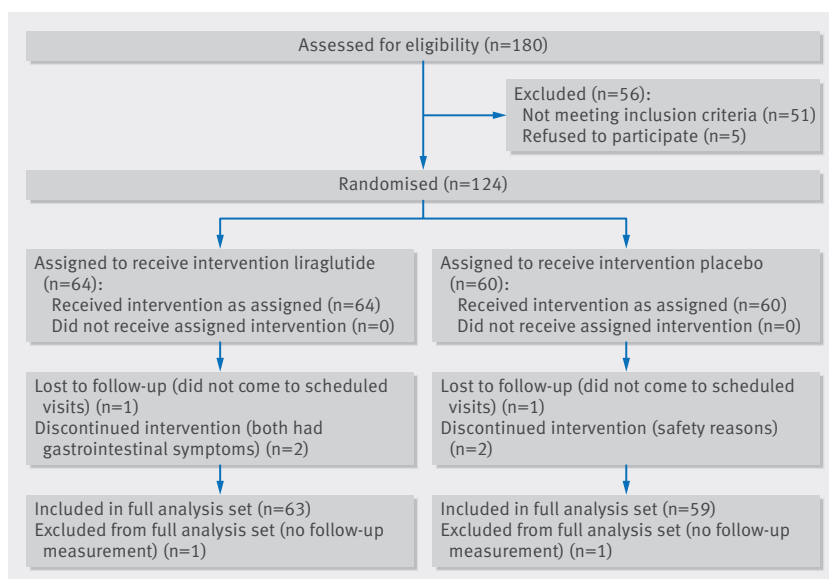 Assessed for eligibility (n=180)
Excluded (n=56):
Not meeting inclusion criteria (n=51)
Refused to participate (n=5)
Randomised (n=124)
Assigned to receive intervention liraglutide
(n=64):
Received intervention as assigned (n=64)
Did not receive assigned intervention (n=0)
Assigned to receive intervention placebo
(n=60):
Received intervention as assigned (n=60)
Did not receive assigned intervention (n=0)
Lost to follow-up (did not come to scheduled
visits) (n=1)
Discontinued intervention (both had
gastrointestinal symptoms) (n=2)
Lost to follow-up (did not come to scheduled
visits) (n=1)
Discontinued intervention (safety reasons)
(n=2)
Included in full analysis set (n=63)
Excluded from full analysis set (no follow-up
measurement) (n=1)
Included in full analysis set (n=59)
Excluded from full analysis set (no follow-up
measurement) (n=1)